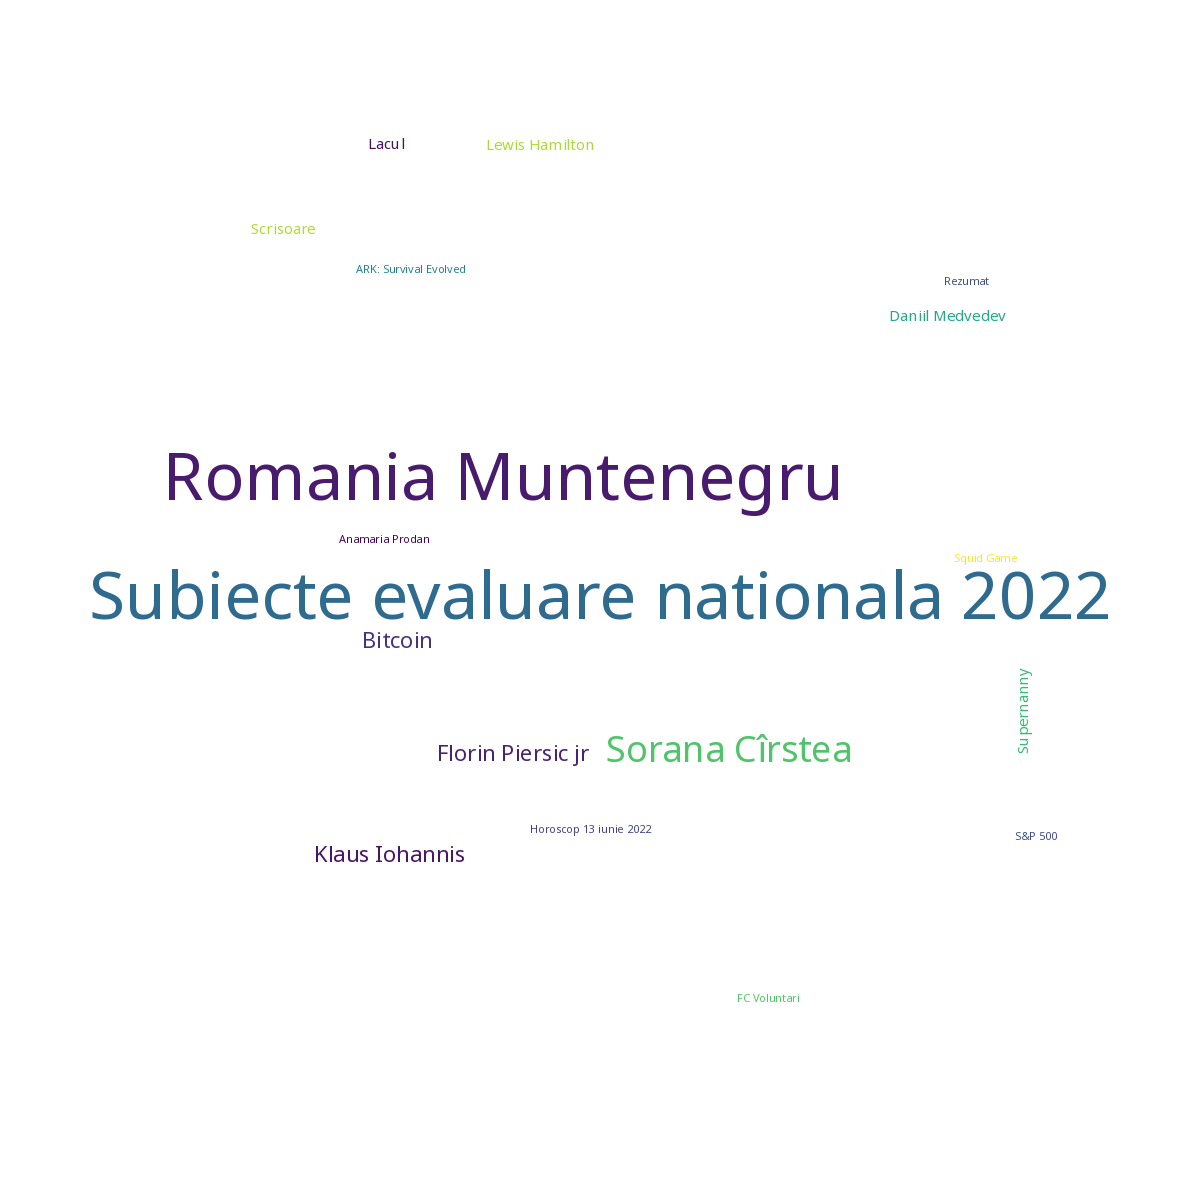 Lacul
Lewis Hamilton
Scrisoare
ARK: Survival Evolved
Rezumat
Daniil Medvedev
Romania Muntenegru
Anamaria Prodan
Squid Game
Subiecte evaluare nationala 2022
Bitcoin
Supernanny
Florin Piersic jr
Sorana Cîrstea
Horoscop 13 iunie 2022
S&P 500
Klaus Iohannis
FC Voluntari